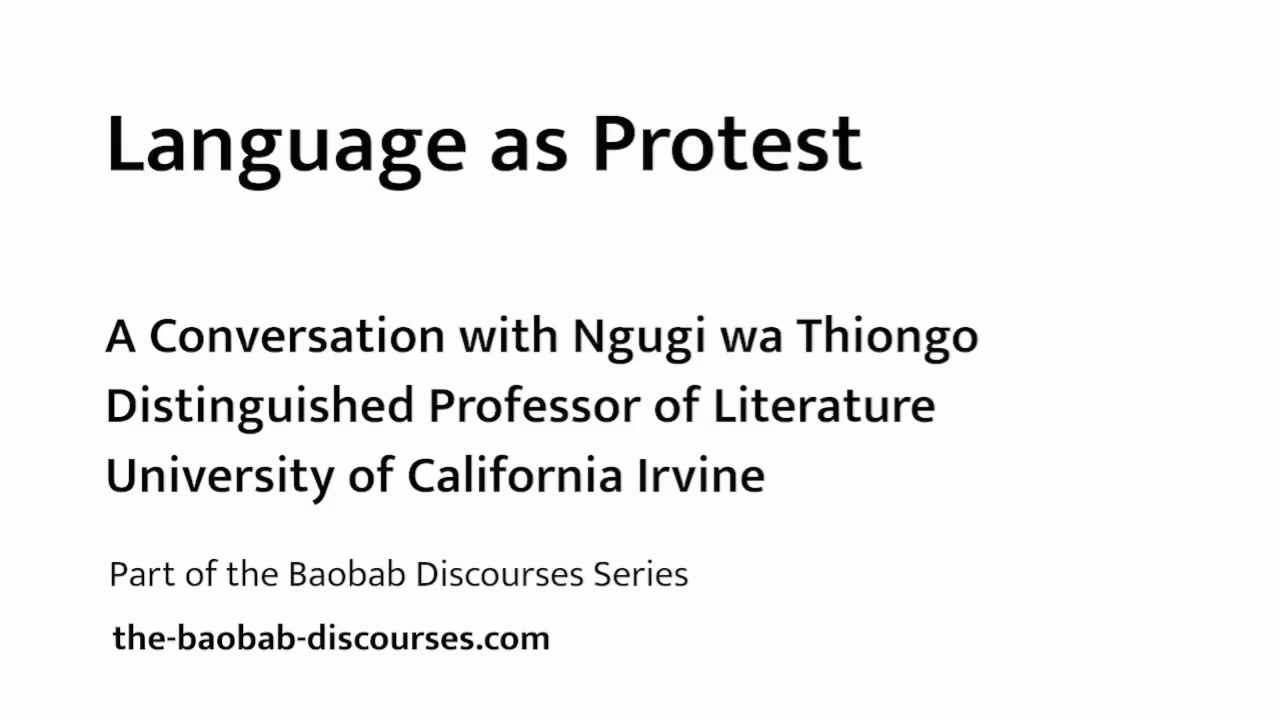 Language as Protest
A Conversation with Ngugi wa Thiongo
Distinguished Professor of Literature
University of California Irvine
Part of the Baobab Discourses Series
the-baobab-discourses.com